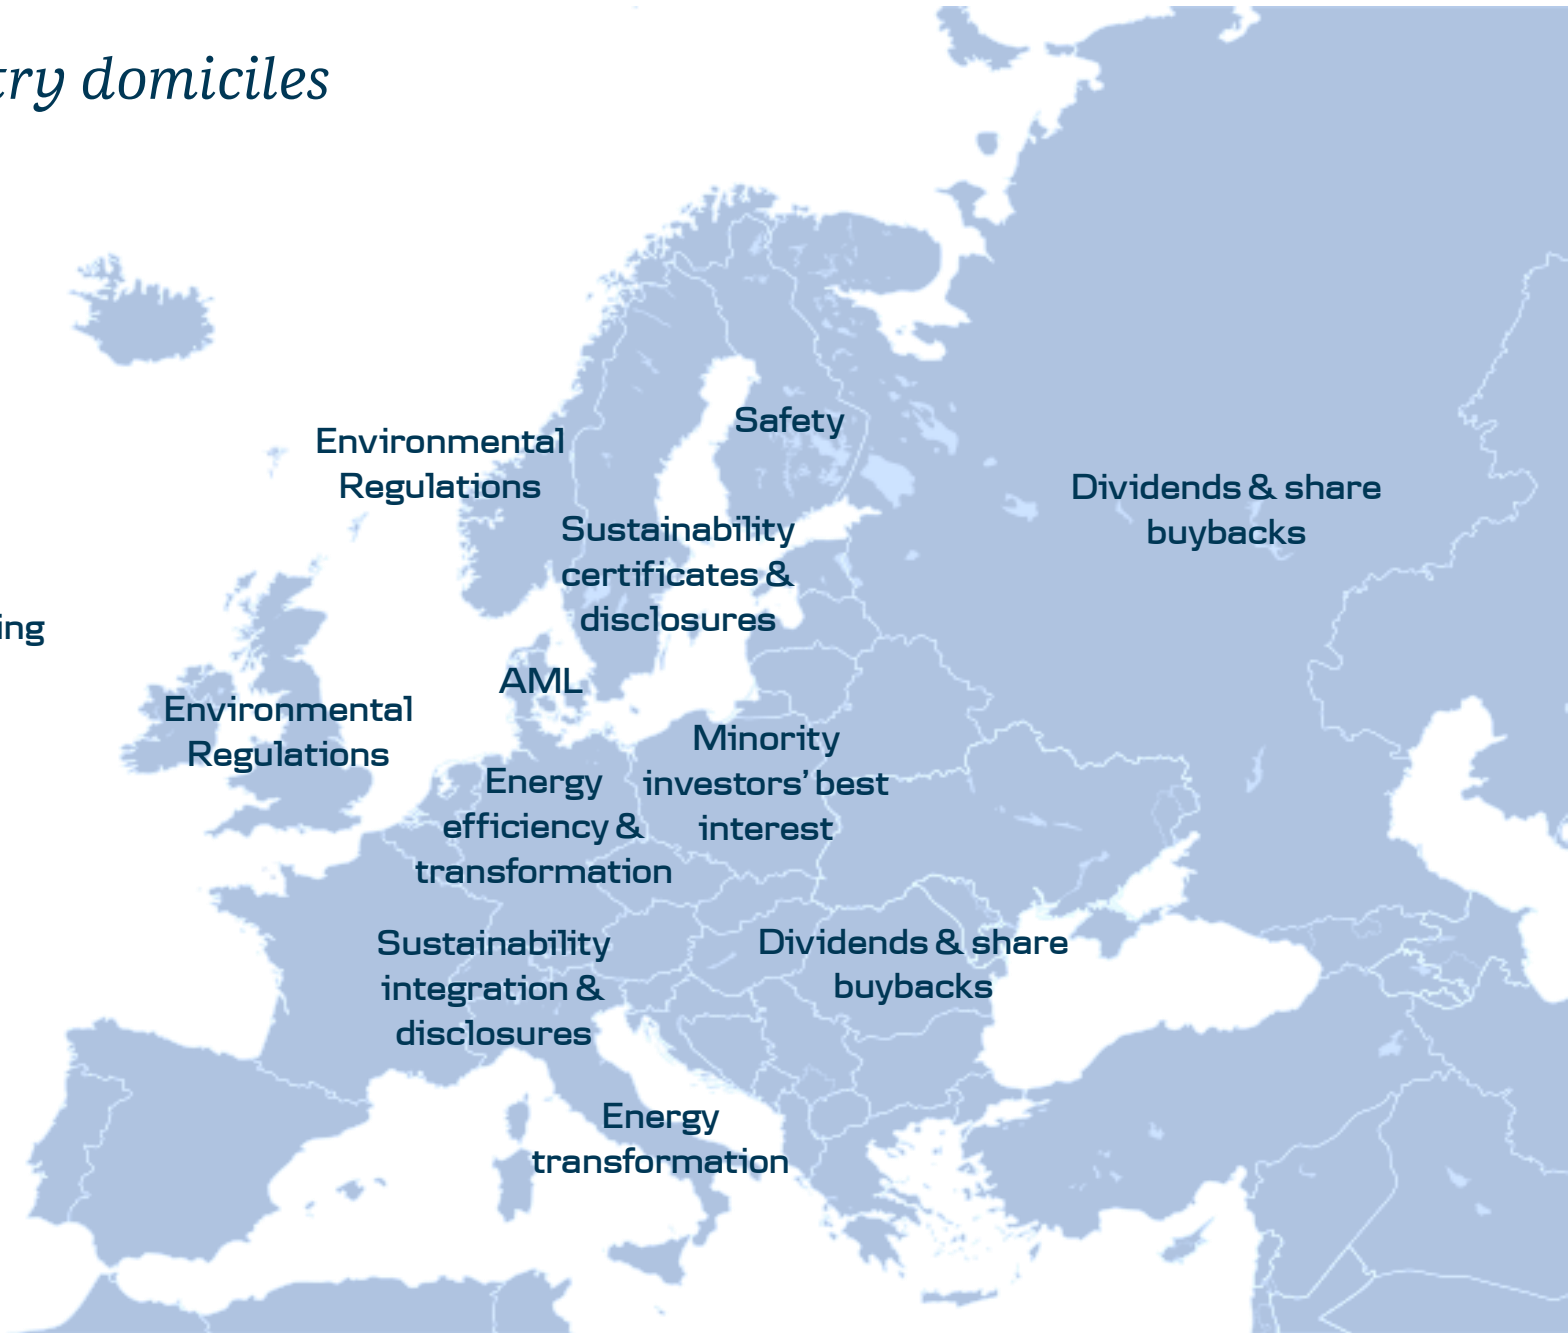 try domiciles
Safety
Environmental
Regulations
Dividends & share
buybacks
Sustainability
certificates &
disclosures
ing
AML
Environmental
Regulations
Minority
investors’ best
interest
Energy
efficiency &
transformation
Sustainability
integration &
disclosures
Dividends & share
buybacks
Energy
transformation